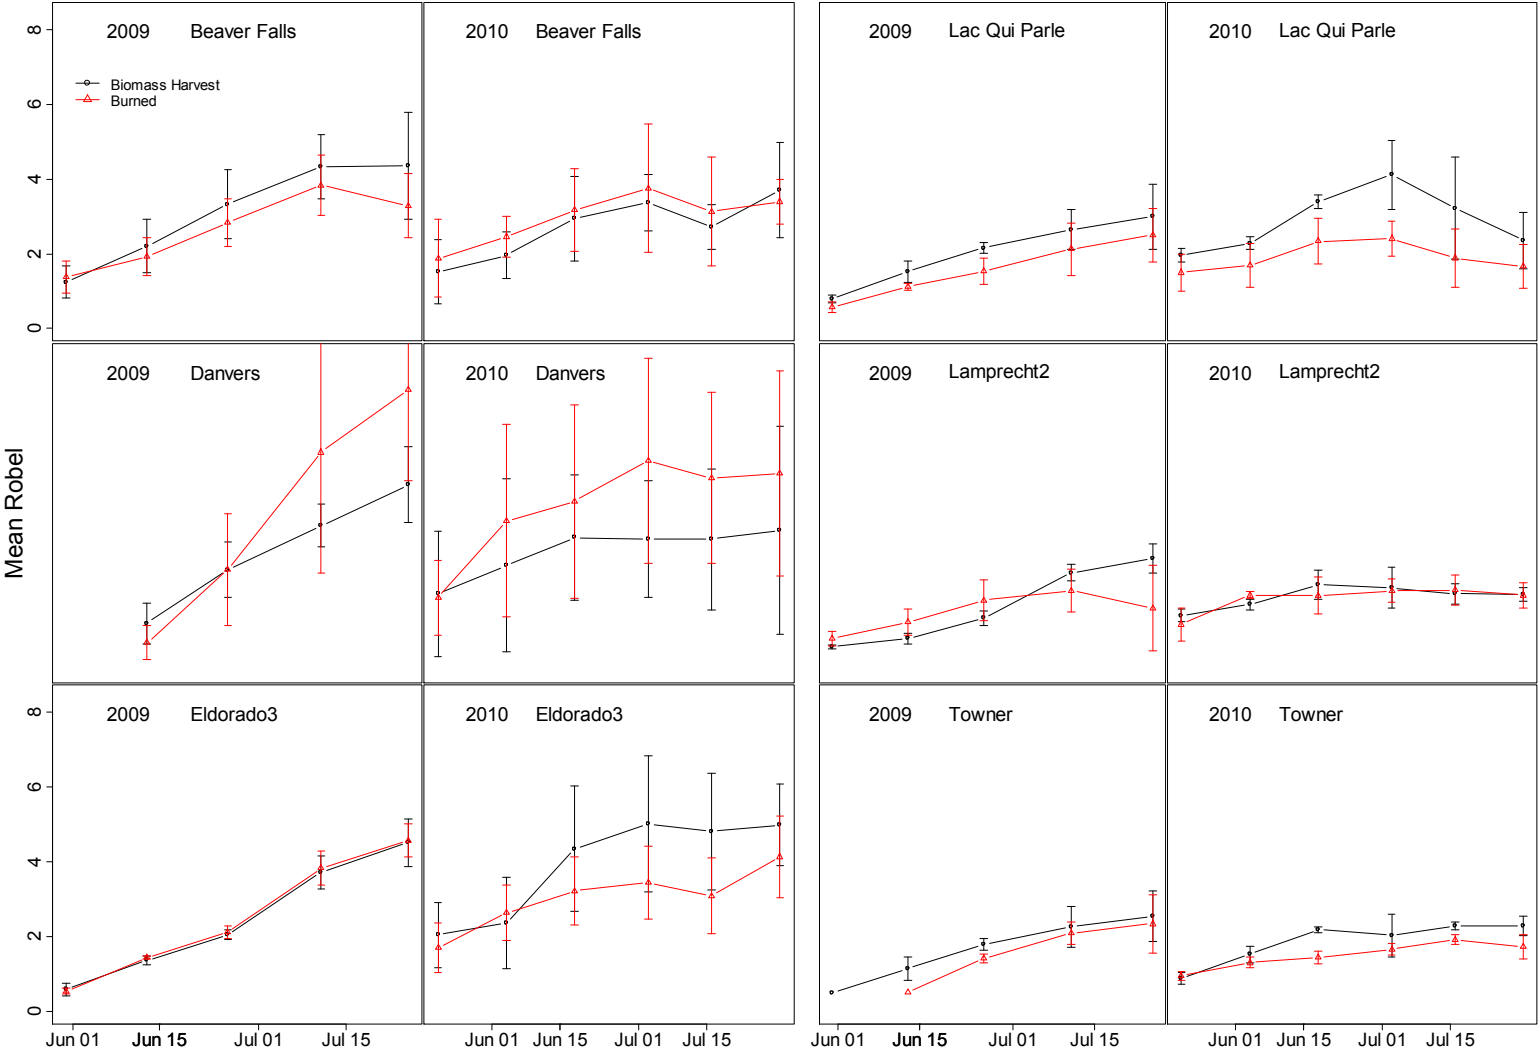 2009 Beaver Falls
2010 Beaver Falls
2009 Lac Qui Parle
2010 Lac Qui Parle
Biomass Harvest
Burned
8
6
4
2
0
2009 Danvers
2010 Danvers
2009 Lamprecht2
2010 Lamprecht2
Mean Robel
2009 Eldorado3
2010 Eldorado3
2009 Towner
2010 Towner
8
6
4
2
0
Jun 01 Jun 15 Jul 01 Jul 15
Jun 01 Jun 15 Jul 01 Jul 15
Jun 01 Jun 15 Jul 01 Jul 15
Jun 01 Jun 15 Jul 01 Jul 15